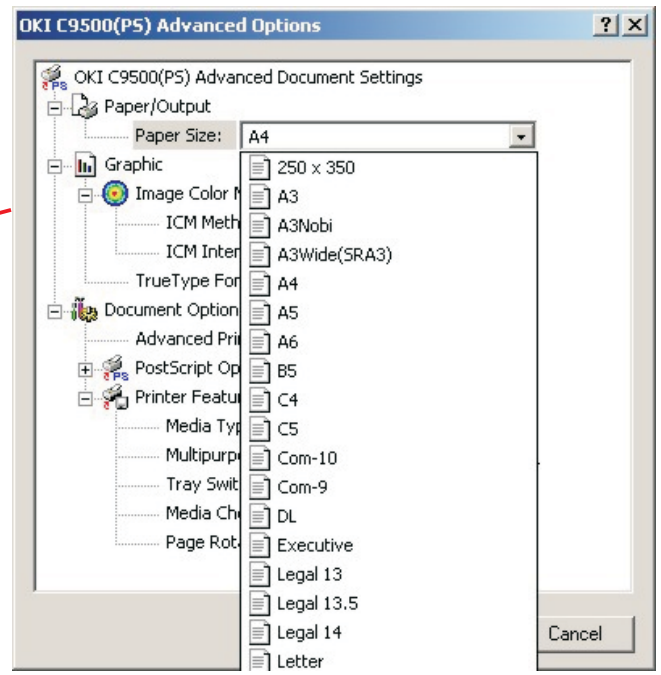 OKI C9500(PS) Advanced Options
OKI C9500(PS) Advanced Document Settings
Paper/Output
Paper Size: A4
Graphic
250 x 350
Image Color M
A3
ICM Meth
A3Nobi
ICM Inter
A3Wide(SRA3)
TrueType For
A4
Document Option
A5
Advanced Pri
A6
PostScript Op
B5
Printer Featu
C4
Media Typ
C5
Multipurp
Com-10
Tray Swit
Com-9
Media Ch
DL
Page Rot
Executive
Legal 13
Legal 13.5
Legal 14
Cancel
Letter